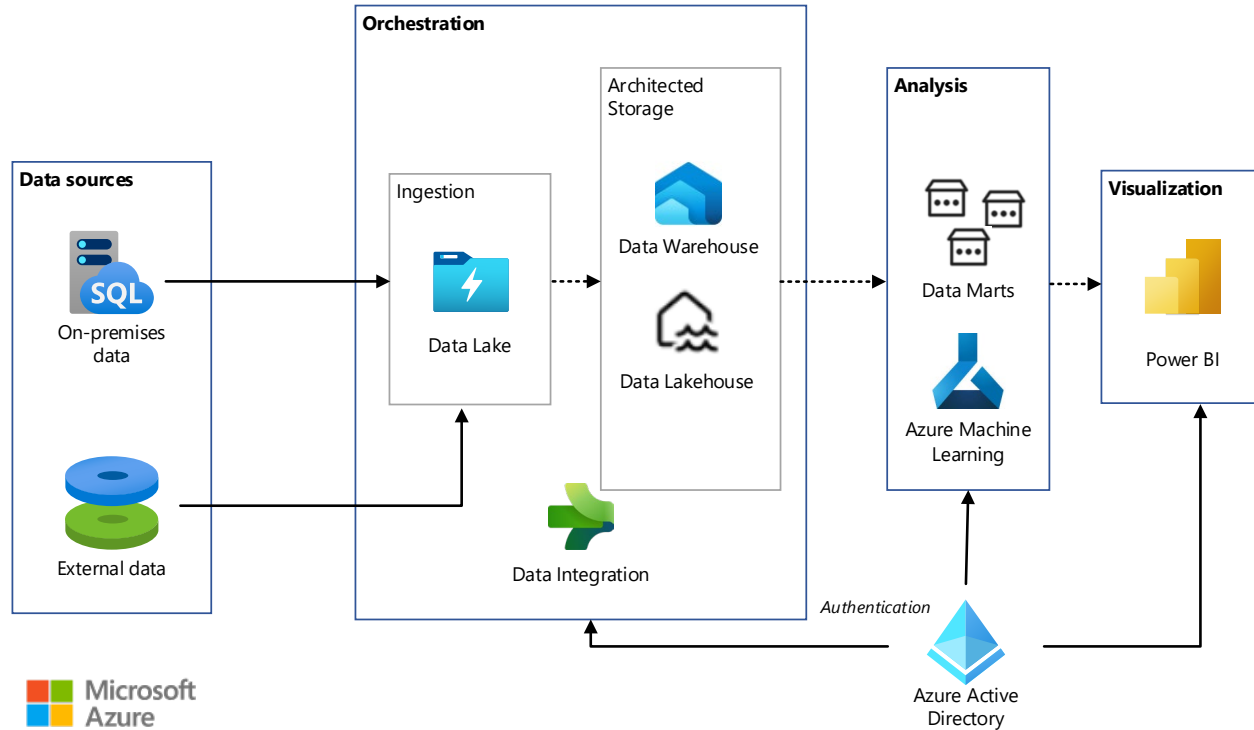 Orchestration
Architected
Storage
Analysis
Data sources
Ingestion
Visualization
SQL
Data Warehouse
Data Marts
On-premises
data
Data Lake
Power BI
Data Lakehouse
Azure Machine
Learning
External data
Data Integration
Authentication
Azure Active
Directory
Microsoft
Azure